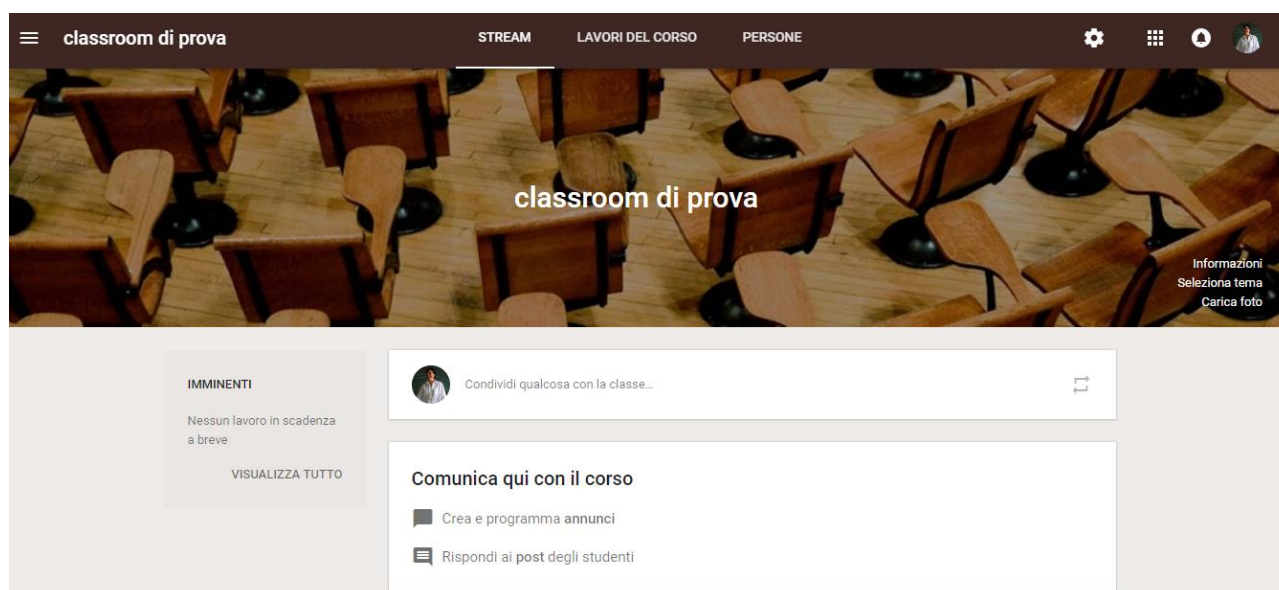 classroom di prova
STREAM
LAVORI DEL CORSO
PERSONE
classroom di prova
Informazioni
Seleziona tema
Carica foto
IMMINENTI
Nessun lavoro in scadenza
a breve
VISUALIZZA TUTTO
Condividi qualcosa con la classe...
Comunica qui con il corso
Crea e programma annunci
Rispondi ai post degli studenti